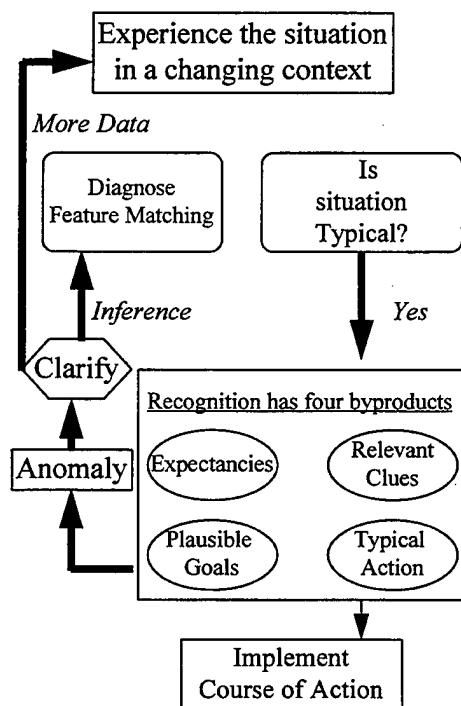 Experience the situation
in a changing context
More Data
Diagnose
Feature Matching
Is
situation
Typical?
Inference
Yes
Clarify
Recognition has four byproducts
Anomaly
Expectancies
Relevant
Clues
Plausible
Goals
Typical
Action
Implement
Course of Action